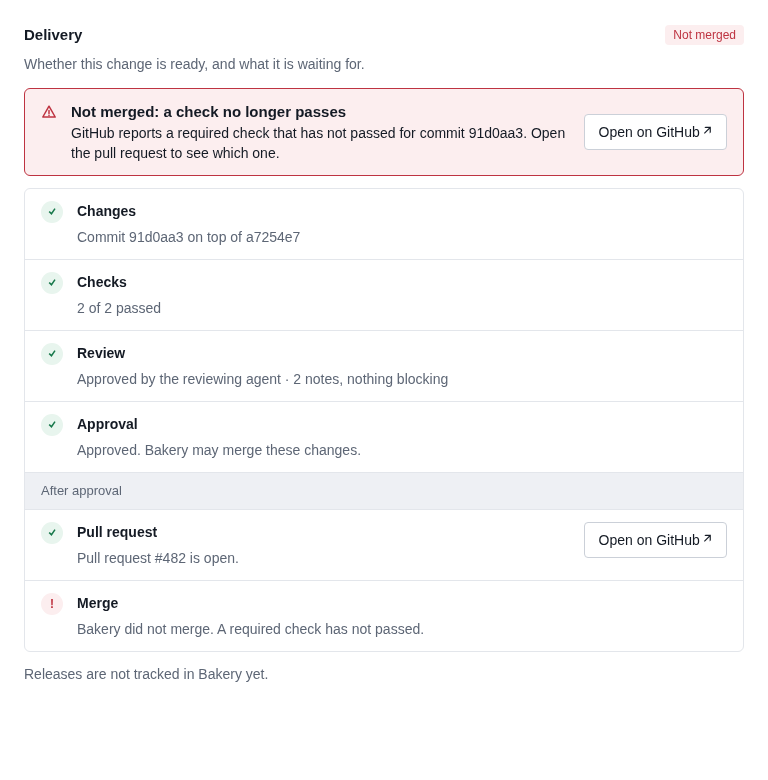 Delivery
Not merged
Whether this change is ready, and what it is waiting for.
Not merged: a check no longer passes
GitHub reports a required check that has not passed for commit 91d0aa3. Open
the pull request to see which one.
Open on GitHub
Changes
Commit 91d0aa3 on top of a7254e7
Checks
2 of 2 passed
Review
Approved by the reviewing agent · 2 notes, nothing blocking
Approval
Approved. Bakery may merge these changes.
After approval
Pull request
Pull request #482 is open.
Open on GitHub
Merge
Bakery did not merge. A required check has not passed.
Releases are not tracked in Bakery yet.